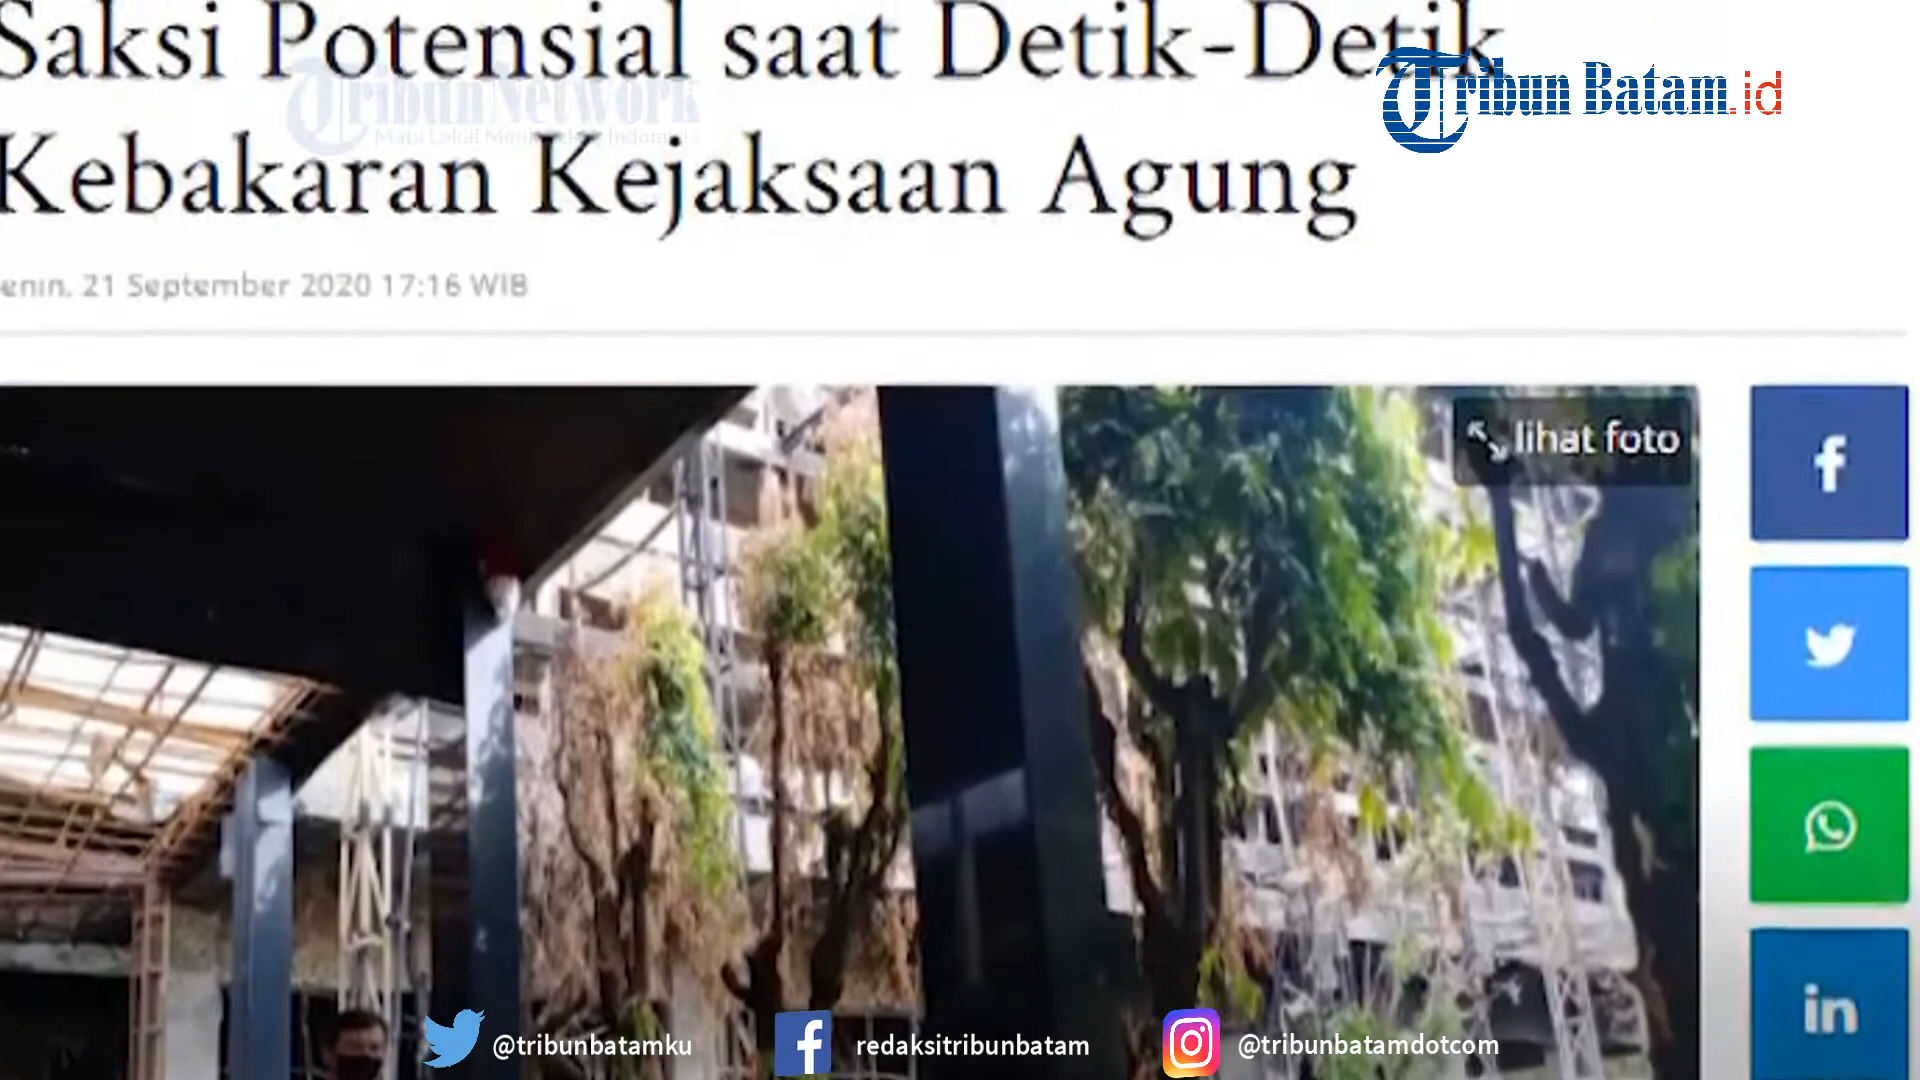 Saksi Potensial saat Detik-Detik
Tribun Batam.id
TribunNetwork
Kebakaran Kejaksaan Agung
enin, 21 September 2020 17:16 WIB
lihat foto
@tribunbatamku
redaksitribunbatam
@tribunbatamdotcom